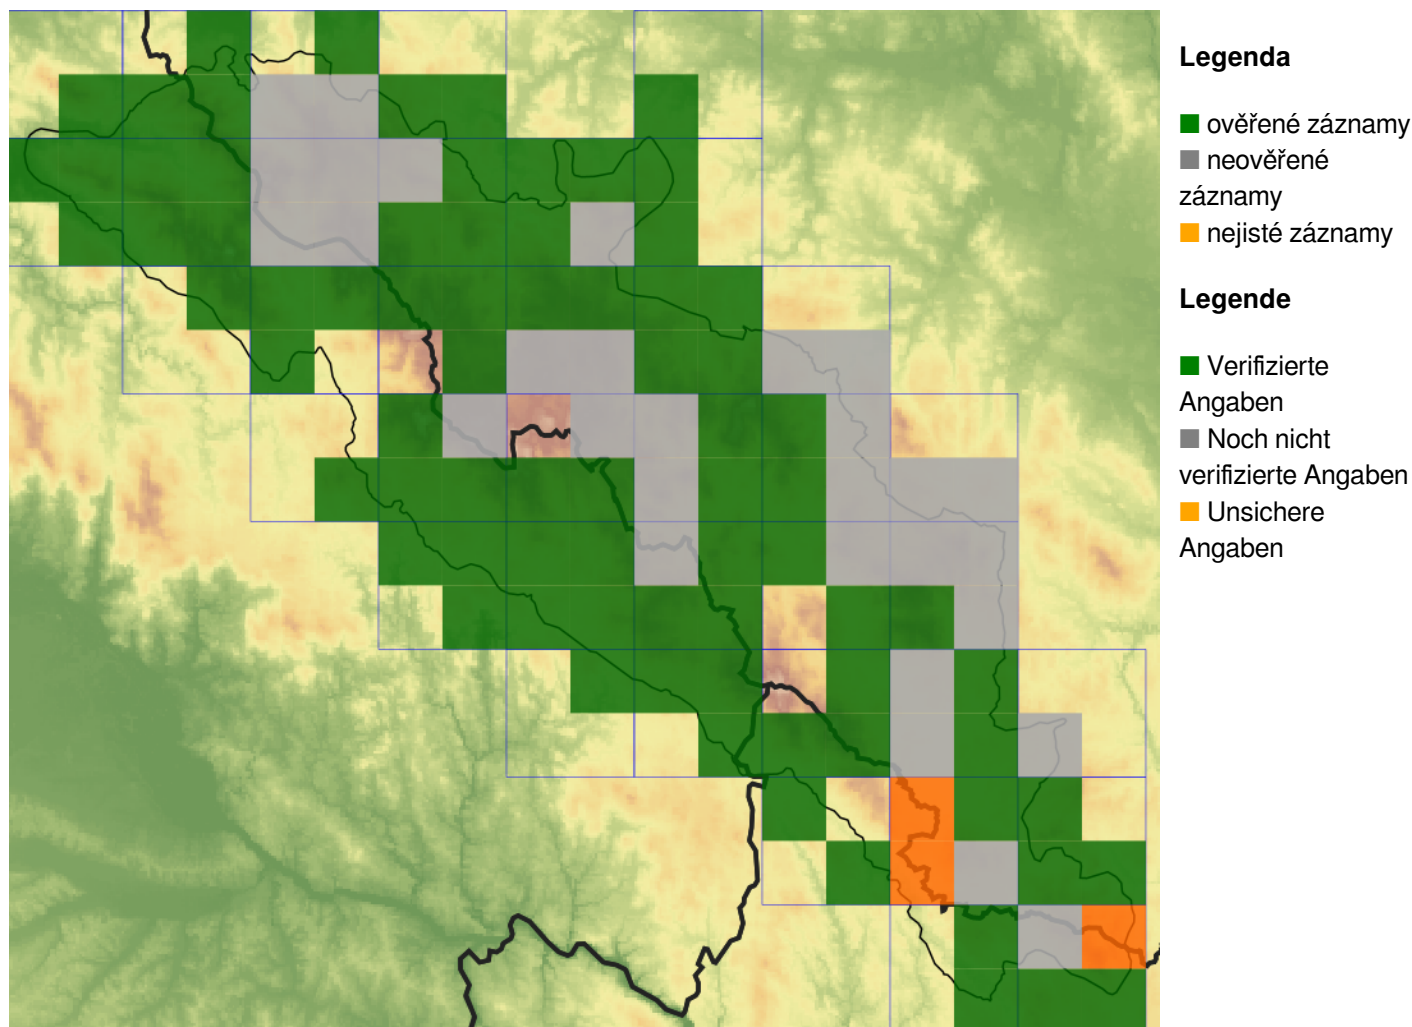 Legenda
ověřené záznamy
neověřené
záznamy
nejisté záznamy
Legende
Verifizierte
Angaben
Noch nicht
verifizierte Angaben
Unsichere
Angaben